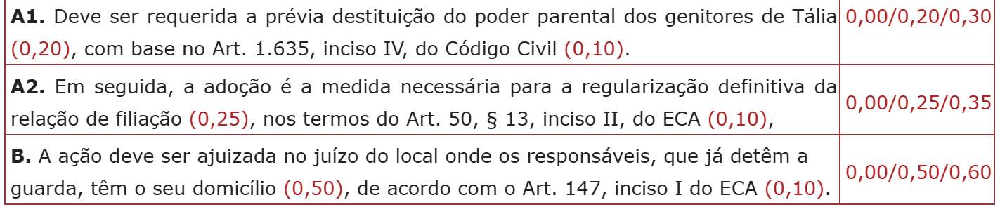 A1. Deve ser requerida a prévia destituição do poder parental dos genitores de Tália
(0,20), com base no Art. 1.635, inciso IV, do Código Civil (0,10).
0,00/0,20/0,30
A2. Em seguida, a adoção é a medida necessária para a regularização definitiva da
relação de filiação (0,25), nos termos do Art. 50, § 13, inciso II, do ECA (0,10),
0,00/0,25/0,35
B. A ação deve ser ajuizada no juízo do local onde os responsáveis, que já detêm a
guarda, têm o seu domicílio (0,50), de acordo com o Art. 147, inciso I do ECA (0,10).
0,00/0,50/0,60